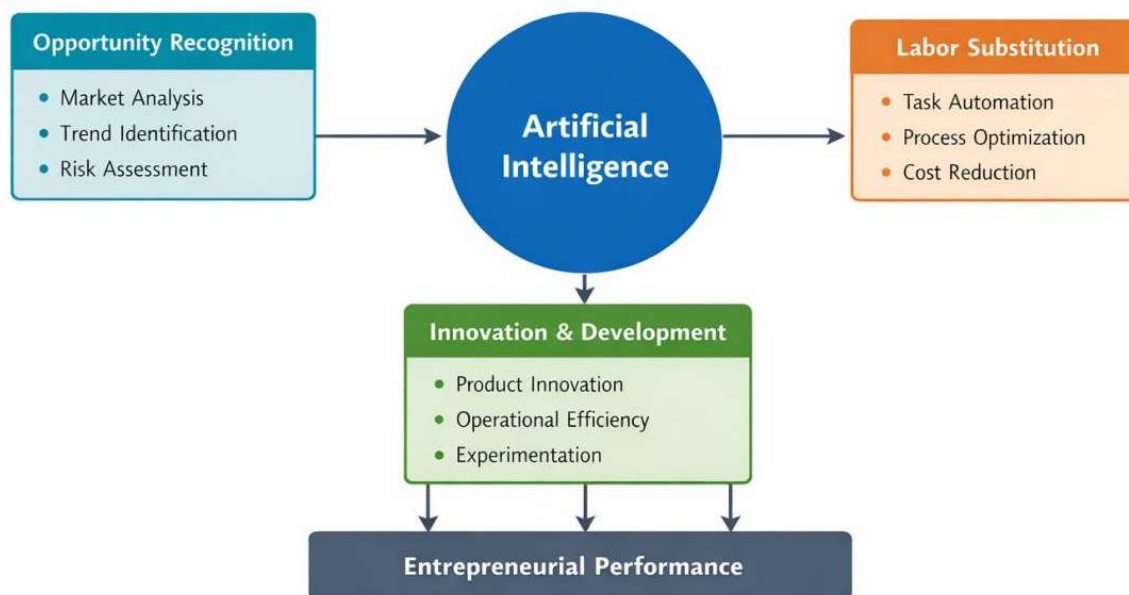 Opportunity Recognition
Market Analysis
Trend Identification
Risk Assessment
Artificial
Intelligence
Labor Substitution
Task Automation
Process Optimization
Cost Reduction
Innovation & Development
Product Innovation
Operational Efficiency
Experimentation
Entrepreneurial Performance